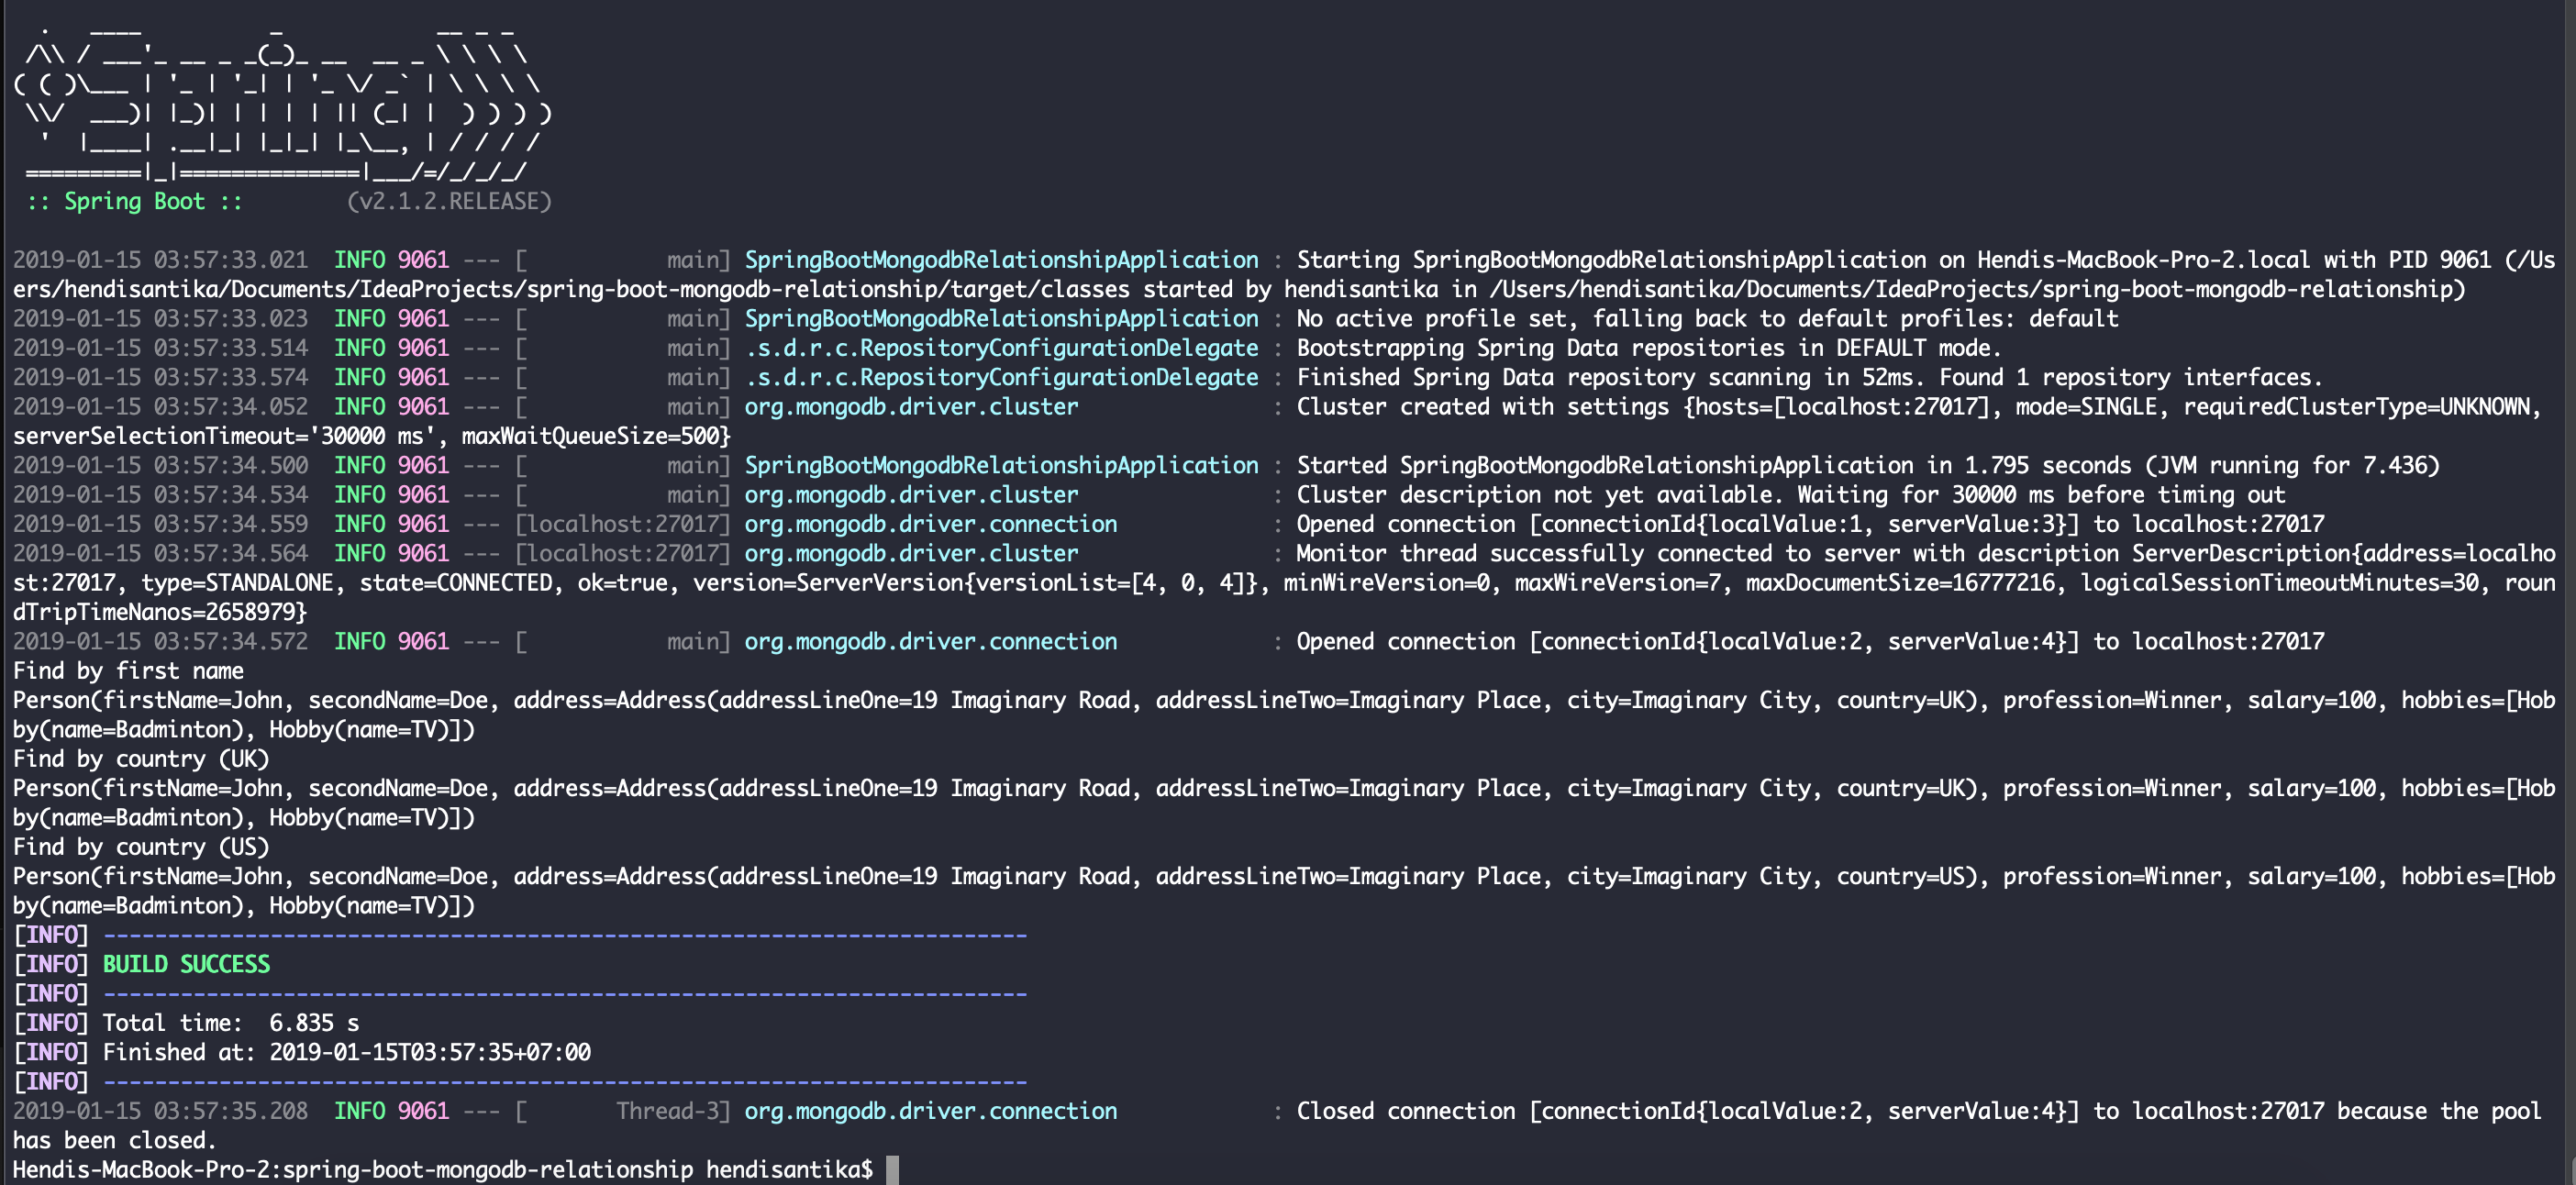 .   ____          _            __ _ _
 /\\ / ___'_ __ _ _(_)_ __  __ _ \ \ \ \
( ( )\___ | '_ | '_| | '_ \/ _` | \ \ \ \
 \\/  ___)| |_)| | | | | || (_| |  ) ) ) )
  '  |____| .__|_| |_|_| |_\__, | / / / /
 =========|_|==============|___/=/_/_/_/
 :: Spring Boot ::        (v2.1.2.RELEASE)
2019-01-15 03:57:33.021  INFO 9061 --- [           main] SpringBootMongodbRelationshipApplication : Starting SpringBootMongodbRelationshipApplication on Hendis-MacBook-Pro-2.local with PID 9061 (/Us
ers/hendisantika/Documents/IdeaProjects/spring-boot-mongodb-relationship/target/classes started by hendisantika in /Users/hendisantika/Documents/IdeaProjects/spring-boot-mongodb-relationship)
2019-01-15 03:57:33.023  INFO 9061 --- [           main] SpringBootMongodbRelationshipApplication : No active profile set, falling back to default profiles: default
2019-01-15 03:57:33.514  INFO 9061 --- [           main] .s.d.r.c.RepositoryConfigurationDelegate : Bootstrapping Spring Data repositories in DEFAULT mode.
2019-01-15 03:57:33.574  INFO 9061 --- [           main] .s.d.r.c.RepositoryConfigurationDelegate : Finished Spring Data repository scanning in 52ms. Found 1 repository interfaces.
2019-01-15 03:57:34.052  INFO 9061 --- [           main] org.mongodb.driver.cluster               : Cluster created with settings {hosts=[localhost:27017], mode=SINGLE, requiredClusterType=UNKNOWN,
serverSelectionTimeout='30000 ms', maxWaitQueueSize=500}
2019-01-15 03:57:34.500  INFO 9061 --- [           main] SpringBootMongodbRelationshipApplication : Started SpringBootMongodbRelationshipApplication in 1.795 seconds (JVM running for 7.436)
2019-01-15 03:57:34.534  INFO 9061 --- [           main] org.mongodb.driver.cluster               : Cluster description not yet available. Waiting for 30000 ms before timing out
2019-01-15 03:57:34.559  INFO 9061 --- [localhost:27017] org.mongodb.driver.connection            : Opened connection [connectionId{localValue:1, serverValue:3}] to localhost:27017
2019-01-15 03:57:34.564  INFO 9061 --- [localhost:27017] org.mongodb.driver.cluster               : Monitor thread successfully connected to server with description ServerDescription{address=localho
st:27017, type=STANDALONE, state=CONNECTED, ok=true, version=ServerVersion{versionList=[4, 0, 4]}, minWireVersion=0, maxWireVersion=7, maxDocumentSize=16777216, logicalSessionTimeoutMinutes=30, roun
dTripTimeNanos=2658979}
2019-01-15 03:57:34.572  INFO 9061 --- [           main] org.mongodb.driver.connection            : Opened connection [connectionId{localValue:2, serverValue:4}] to localhost:27017
Find by first name
Person(firstName=John, secondName=Doe, address=Address(addressLineOne=19 Imaginary Road, addressLineTwo=Imaginary Place, city=Imaginary City, country=UK), profession=Winner, salary=100, hobbies=[Hob
by(name=Badminton), Hobby(name=TV)])
Find by country (UK)
Person(firstName=John, secondName=Doe, address=Address(addressLineOne=19 Imaginary Road, addressLineTwo=Imaginary Place, city=Imaginary City, country=UK), profession=Winner, salary=100, hobbies=[Hob
by(name=Badminton), Hobby(name=TV)])
Find by country (US)
Person(firstName=John, secondName=Doe, address=Address(addressLineOne=19 Imaginary Road, addressLineTwo=Imaginary Place, city=Imaginary City, country=US), profession=Winner, salary=100, hobbies=[Hob
by(name=Badminton), Hobby(name=TV)])
[INFO] ------------------------------------------------------------------------
[INFO] BUILD SUCCESS
[INFO] ------------------------------------------------------------------------
[INFO] Total time:  6.835 s
[INFO] Finished at: 2019-01-15T03:57:35+07:00
[INFO] ------------------------------------------------------------------------
2019-01-15 03:57:35.208  INFO 9061 --- [       Thread-3] org.mongodb.driver.connection            : Closed connection [connectionId{localValue:2, serverValue:4}] to localhost:27017 because the pool
has been closed.
Hendis-MacBook-Pro-2:spring-boot-mongodb-relationship hendisantika$